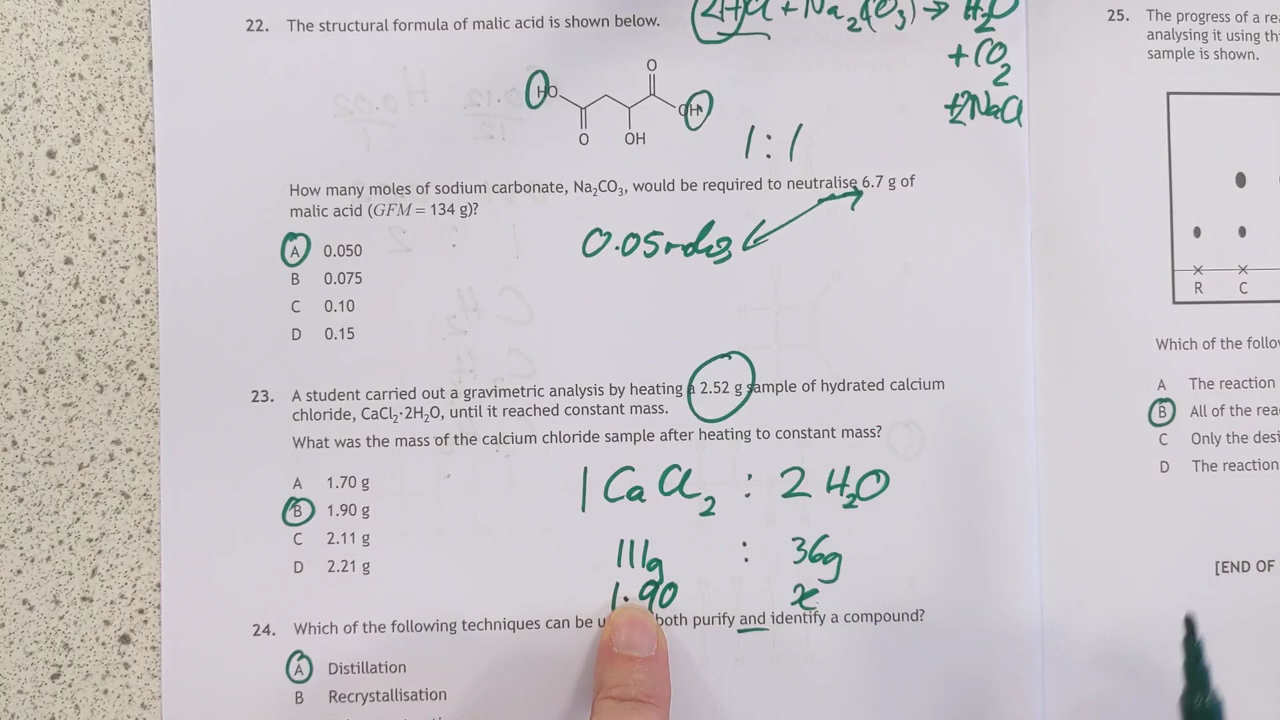 22. The structural formula of malic acid is shown below.
2HCl + Na2CO3 → H2O
+ CO2
+2NaCl
HO
O
O
OH
OH
1 : 1
How many moles of sodium carbonate, Na2CO3, would be required to neutralise 6.7 g of
malic acid (GFM = 134 g)?
0.05 moles
A 0.050
B 0.075
C 0.10
D 0.15
23. A student carried out a gravimetric analysis by heating a 2.52 g sample of hydrated calcium
chloride, CaCl2·2H2O, until it reached constant mass.
What was the mass of the calcium chloride sample after heating to constant mass?
A 1.70 g
B 1.90 g
C 2.11 g
D 2.21 g
1 CaCl2 : 2 H2O
111g : 36g
1.90 x
24. Which of the following techniques can be both purify and identify a compound?
A Distillation
B Recrystallisation
25. The progress of a
analysing it using
sample is shown.
R C
Which of the
A The reaction
B All of the
C Only the
D The reaction
[END OF